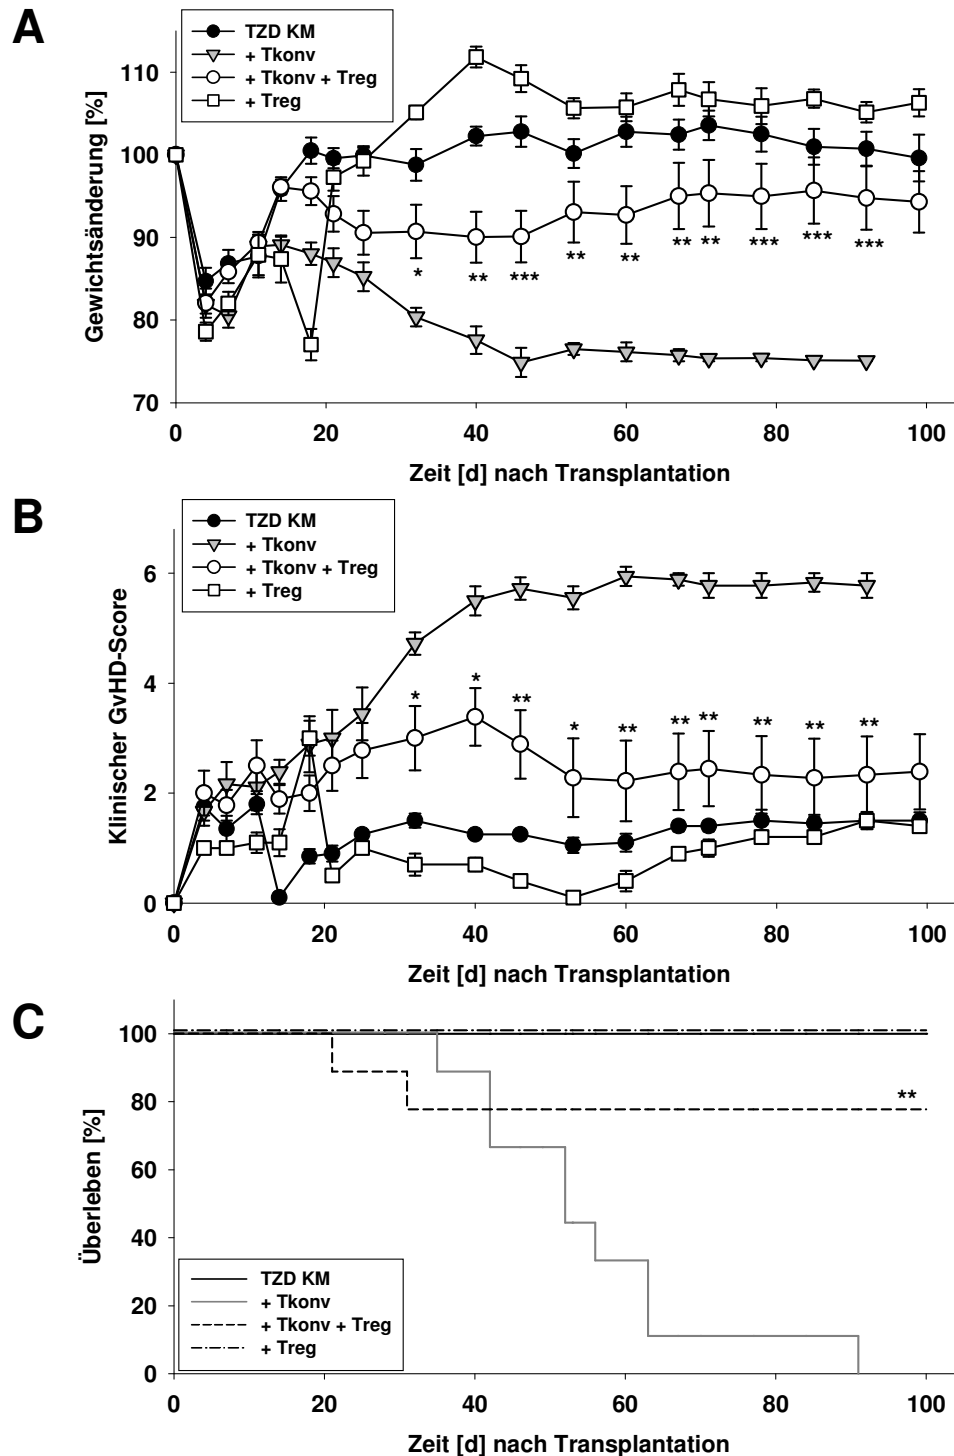 A
TZD KM
+ Tkonv
+ Tkonv + Treg
+ Treg
Gewichtsänderung [%]
110
100
90
80
70
* ** *** ** ** ** ** *** *** ***
0 20 40 60 80 100
Zeit [d] nach Transplantation
B
TZD KM
+ Tkonv
+ Tkonv + Treg
+ Treg
Klinischer GvHD-Score
6
4
2
0
* * ** * ** ** ** ** ** **
0 20 40 60 80 100
Zeit [d] nach Transplantation
C
Überleben [%]
100
80
60
40
20
0
**
TZD KM
+ Tkonv
+ Tkonv + Treg
+ Treg
0 20 40 60 80 100
Zeit [d] nach Transplantation